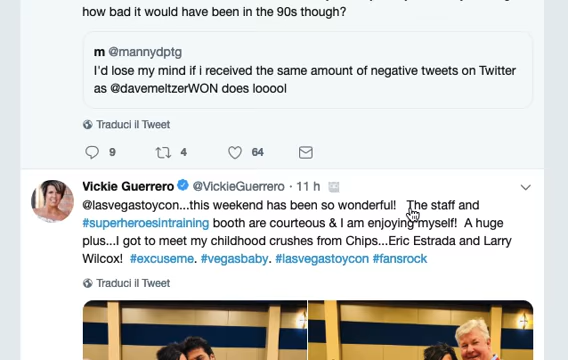 how bad it would have been in the 90s though?
m @mannydptg
I'd lose my mind if i received the same amount of negative tweets on Twitter
as @davemeltzerWON does looool
Traduci il Tweet
9 4 64
Vickie Guerrero @VickieGuerrero · 11 h
@lasvegastoycon...this weekend has been so wonderful! The staff and
#superheroesintraining booth are courteous & I am enjoying myself! A huge
plus...I got to meet my childhood crushes from Chips...Eric Estrada and Larry
Wilcox! #excuseme. #vegasbaby. #lasvegastoycon #fansrock
Traduci il Tweet